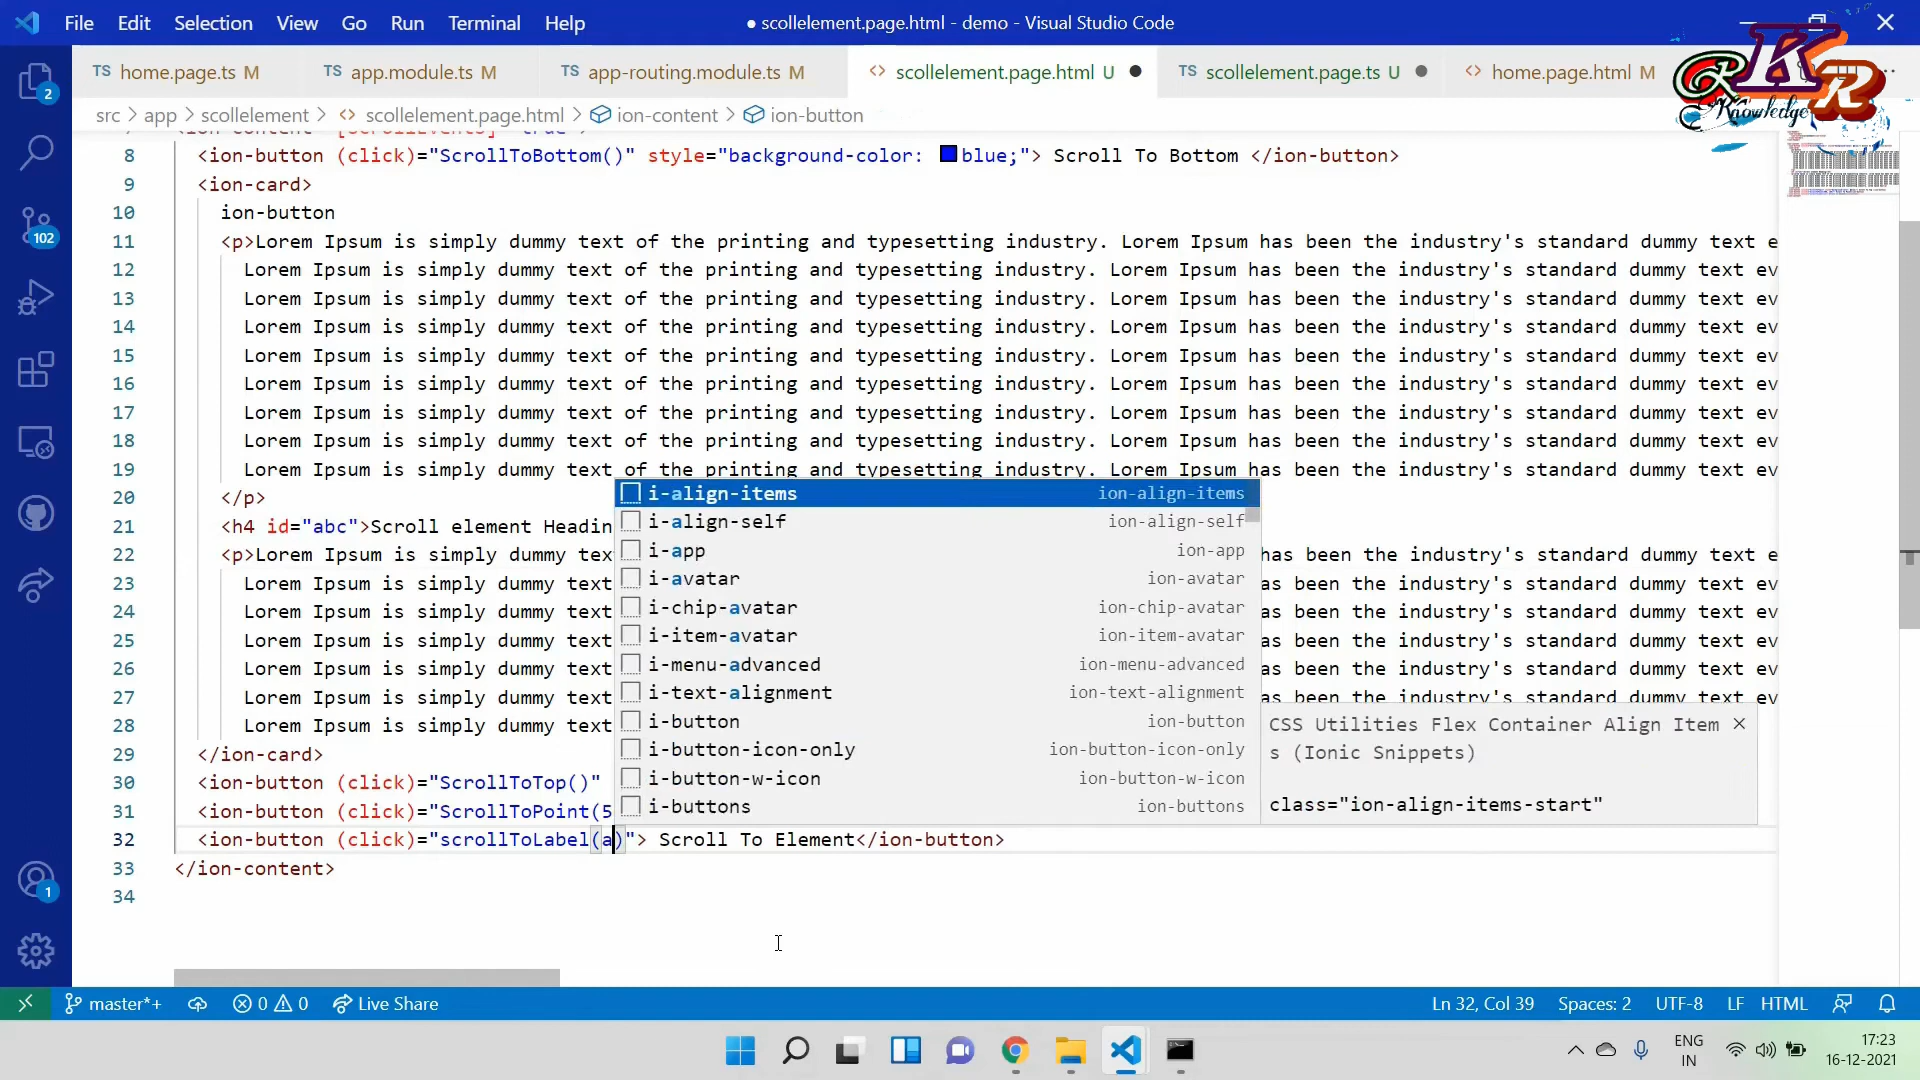 File Edit Selection View Go Run Terminal Help
● scollelement.page.html - demo - Visual Studio Code
TS home.page.ts M
TS app.module.ts M
TS app-routing.module.ts M
<> scollelement.page.html U ●
TS scollelement.page.ts U ●
<> home.page.html M
RKR
Knowledge
src > app > scollelement > <> scollelement.page.html > ion-content > ion-button
8 <ion-button (click)="ScrollToBottom()" style="background-color: blue;"> Scroll To Bottom </ion-button>
9 <ion-card>
10 ion-button
11 <p>Lorem Ipsum is simply dummy text of the printing and typesetting industry. Lorem Ipsum has been the industry's standard dummy text e
12 Lorem Ipsum is simply dummy text of the printing and typesetting industry. Lorem Ipsum has been the industry's standard dummy text ev
13 Lorem Ipsum is simply dummy text of the printing and typesetting industry. Lorem Ipsum has been the industry's standard dummy text ev
14 Lorem Ipsum is simply dummy text of the printing and typesetting industry. Lorem Ipsum has been the industry's standard dummy text ev
15 Lorem Ipsum is simply dummy text of the printing and typesetting industry. Lorem Ipsum has been the industry's standard dummy text ev
16 Lorem Ipsum is simply dummy text of the printing and typesetting industry. Lorem Ipsum has been the industry's standard dummy text ev
17 Lorem Ipsum is simply dummy text of the printing and typesetting industry. Lorem Ipsum has been the industry's standard dummy text ev
18 Lorem Ipsum is simply dummy text of the printing and typesetting industry. Lorem Ipsum has been the industry's standard dummy text ev
19 Lorem Ipsum is simply dummy text of the printing and typesetting industry. Lorem Ipsum has been the industry's standard dummy text ev
20 </p>
21 <h4 id="abc">Scroll element Headin
22 <p>Lorem Ipsum is simply dummy tex has been the industry's standard dummy text e
23 Lorem Ipsum is simply dummy text as been the industry's standard dummy text ev
24 Lorem Ipsum is simply dummy text as been the industry's standard dummy text ev
25 Lorem Ipsum is simply dummy text as been the industry's standard dummy text ev
26 Lorem Ipsum is simply dummy text as been the industry's standard dummy text ev
27 Lorem Ipsum is simply dummy text as been the industry's standard dummy text ev
28 Lorem Ipsum is simply dummy text
29 </ion-card>
30 <ion-button (click)="ScrollToTop()"
31 <ion-button (click)="ScrollToPoint(5
32 <ion-button (click)="scrollToLabel(a)"> Scroll To Element</ion-button>
33 </ion-content>
34
i-align-items ion-align-items
i-align-self ion-align-self
i-app ion-app
i-avatar ion-avatar
i-chip-avatar ion-chip-avatar
i-item-avatar ion-item-avatar
i-menu-advanced ion-menu-advanced
i-text-alignment ion-text-alignment
i-button ion-button
i-button-icon-only ion-button-icon-only
i-button-w-icon ion-button-w-icon
i-buttons ion-buttons
CSS Utilities Flex Container Align Item
s (Ionic Snippets)
class="ion-align-items-start"
2
102
1
master*+ 0 0 Live Share Ln 32, Col 39 Spaces: 2 UTF-8 LF HTML
ENG
IN
17:23
16-12-2021